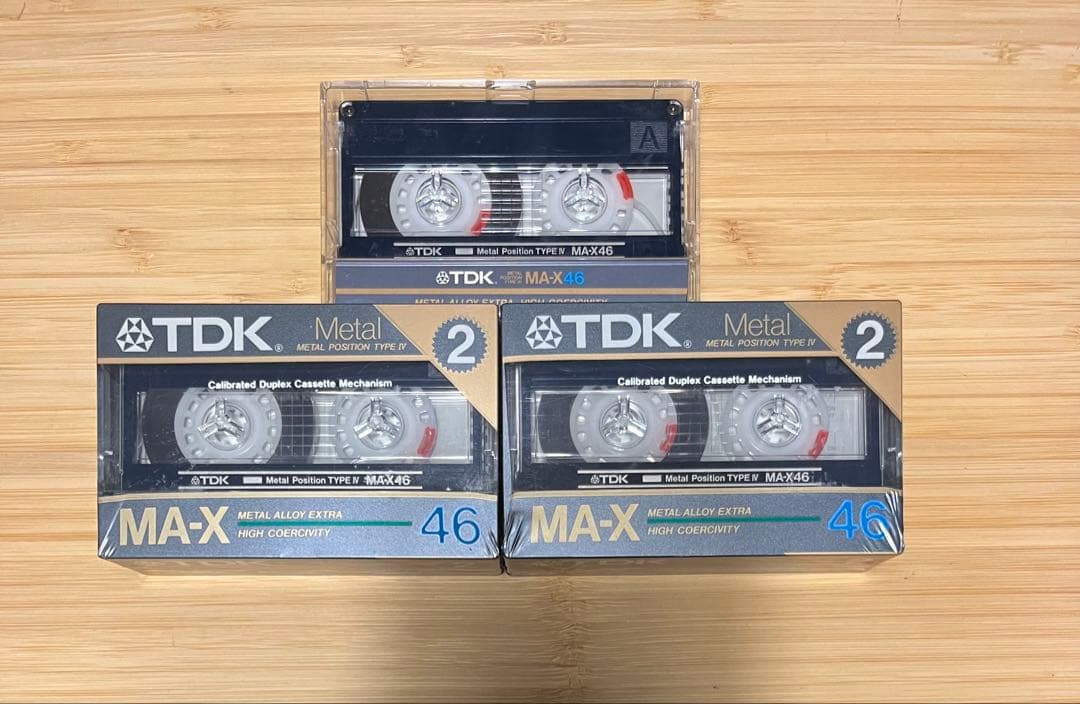 A
TDK Metal Position TYPE IV MA-X46
TDK METAL POSITION TYPE IV MA-X46
METAL ALLOY EXTRA HIGH COERCIVITY
TDK® Metal 2
METAL POSITION TYPE IV
Calibrated Duplex Cassette Mechanism
TDK Metal Position TYPE IV MA-X46
MA-X METAL ALLOY EXTRA 46
HIGH COERCIVITY
TDK® Metal 2
METAL POSITION TYPE IV
Calibrated Duplex Cassette Mechanism
TDK Metal Position TYPE IV MA-X46
MA-X METAL ALLOY EXTRA 46
HIGH COERCIVITY